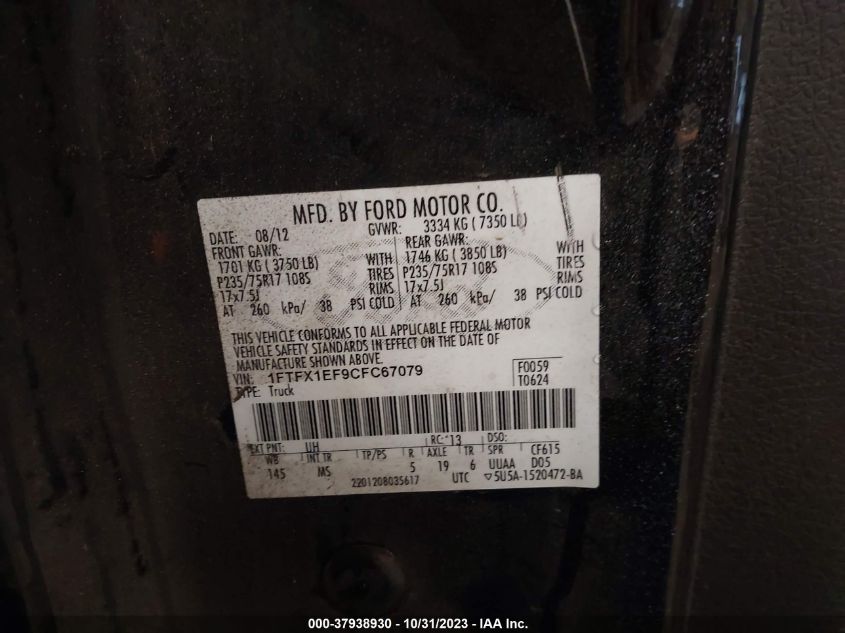 MFD. BY FORD MOTOR CO.
DATE: 08/12 GVWR: 3334 KG ( 7350 LB)
FRONT GAWR: REAR GAWR:
1701 KG ( 3750 LB) WITH 1746 KG ( 3850 LB) WITH
P235/75R17 108S TIRES P235/75R17 108S TIRES
17x7.5J RIMS 17x7.5J RIMS
AT 260 kPa/ 38 PSI COLD AT 260 kPa/ 38 PSI COLD
THIS VEHICLE CONFORMS TO ALL APPLICABLE FEDERAL MOTOR
VEHICLE SAFETY STANDARDS IN EFFECT ON THE DATE OF
MANUFACTURE SHOWN ABOVE.
VIN: 1FTFX1EF9CFC67079 F0059
TYPE: Truck T0624
EXT PNT: UH RC: 13 DSO:
WB INT TR TP/PS R AXLE TR SPR CF615
145 MS 5 19 6 UUAA D05
2201208035617 UTC ▽5U5A-1520472-BA
000-37938930 - 10/31/2023 - IAA Inc.